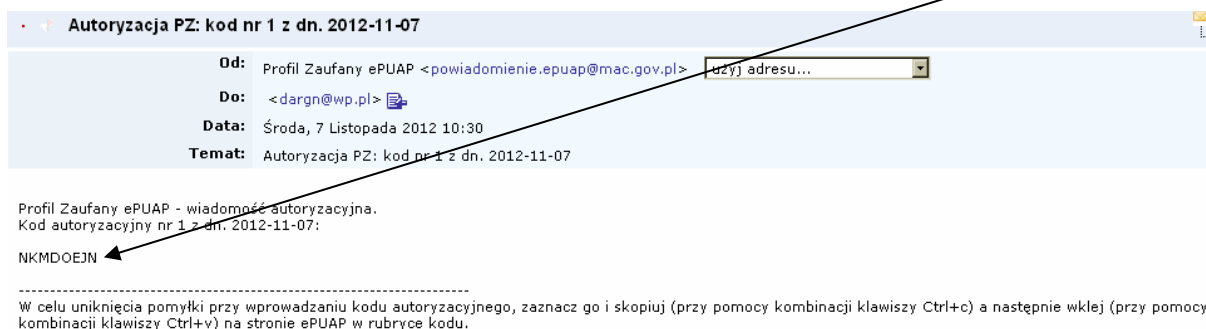 Autoryzacja PZ: kod nr 1 z dn. 2012-11-07
Od: Profil Zaufany ePUAP <powiadomienie.epuap@mac.gov.pl> użyj adresu...
Do: <dargn@wp.pl>
Data: Środa, 7 Listopada 2012 10:30
Temat: Autoryzacja PZ: kod nr 1 z dn. 2012-11-07
Profil Zaufany ePUAP - wiadomość autoryzacyjna.
Kod autoryzacyjny nr 1 z dn. 2012-11-07:
NKMDOEJN
--------------------------------------------------------------------------
W celu uniknięcia pomyłki przy wprowadzaniu kodu autoryzacyjnego, zaznacz go i skopiuj (przy pomocy kombinacji klawiszy Ctrl+c) a następnie wklej (przy pomocy
kombinacji klawiszy Ctrl+v) na stronie ePUAP w rubryce kodu.